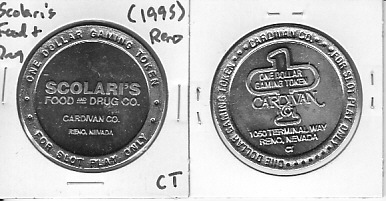 Scolari's
Food +
Drug
(1995)
Reno
ONE DOLLAR GAMING TOKEN
SCOLARI'S
FOOD AND DRUG CO.
CARDIVAN CO.
RENO, NEVADA
FOR SLOT PLAY ONLY
CT
CARDIVAN CO.
FOR SLOT PLAY ONLY
ONE DOLLAR GAMING TOKEN
1
ONE DOLLAR
GAMING TOKEN
CARDIVAN
1050 TERMINAL WAY
RENO, NEVADA
CT